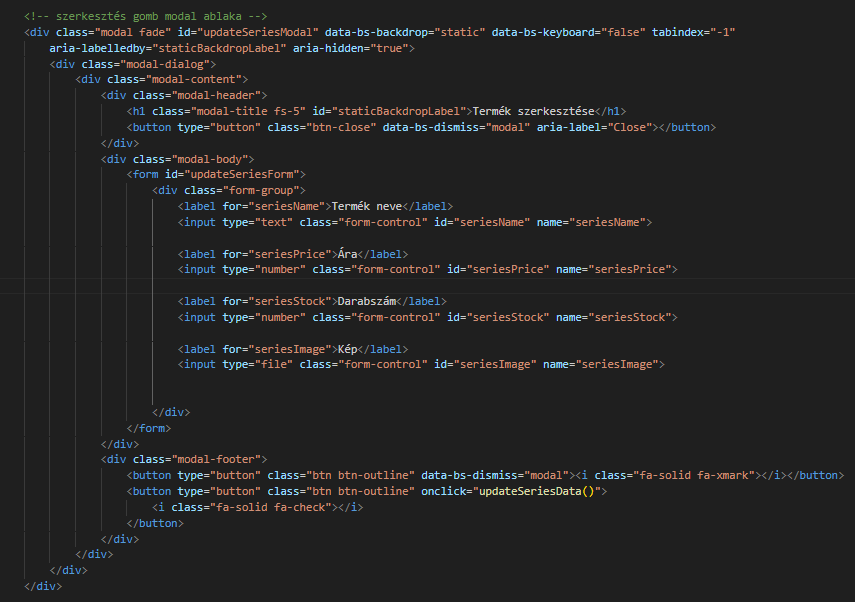 <!-- szerkesztés gomb modal ablaka -->
<div class="modal fade" id="updateSeriesModal" data-bs-backdrop="static" data-bs-keyboard="false" tabindex="-1"
aria-labelledby="staticBackdropLabel" aria-hidden="true">
<div class="modal-dialog">
<div class="modal-content">
<div class="modal-header">
<h1 class="modal-title fs-5" id="staticBackdropLabel">Termék szerkesztése</h1>
<button type="button" class="btn-close" data-bs-dismiss="modal" aria-label="Close"></button>
</div>
<div class="modal-body">
<form id="updateSeriesForm">
<div class="form-group">
<label for="seriesName">Termék neve</label>
<input type="text" class="form-control" id="seriesName" name="seriesName">
<label for="seriesPrice">Ára</label>
<input type="number" class="form-control" id="seriesPrice" name="seriesPrice">
<label for="seriesStock">Darabszám</label>
<input type="number" class="form-control" id="seriesStock" name="seriesStock">
<label for="seriesImage">Kép</label>
<input type="file" class="form-control" id="seriesImage" name="seriesImage">
</div>
</form>
</div>
<div class="modal-footer">
<button type="button" class="btn btn-outline" data-bs-dismiss="modal"><i class="fa-solid fa-xmark"></i></button>
<button type="button" class="btn btn-outline" onclick="updateSeriesData()">
<i class="fa-solid fa-check"></i>
</button>
</div>
</div>
</div>
</div>